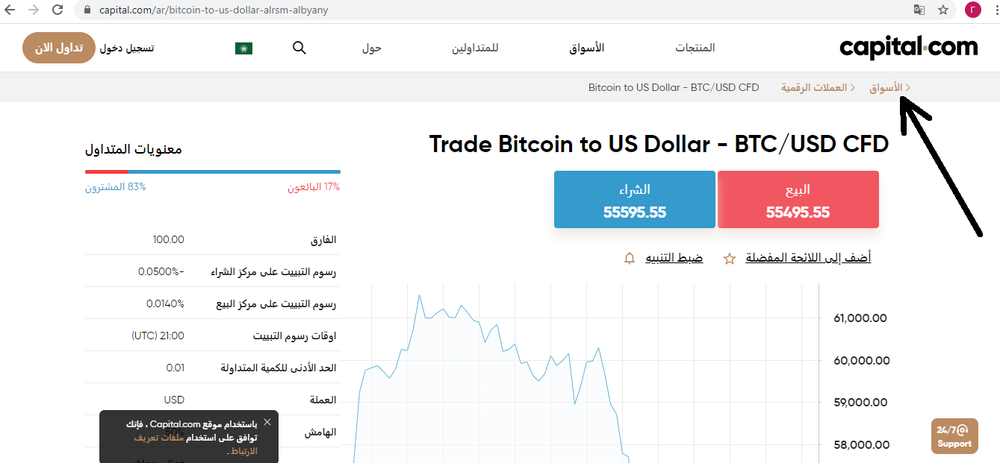 capital.com/ar/bitcoin-to-us-dollar-alrsm-albyany
Г
capital.com
المنتجات
الأسواق
للمتداولين
حول
تسجيل دخول
تداول الان
الأسواق
العملات الرقمية
Bitcoin to US Dollar - BTC/USD CFD
Trade Bitcoin to US Dollar - BTC/USD CFD
البيع
55495.55
الشراء
55595.55
أضف إلى اللائحة المفضلة
ضبط التنبيه
61,000.00
60,000.00
59,000.00
58,000.00
معنويات المتداول
17% البائعون
83% المشترون
الفارق 100.00
رسوم التبييت على مركز الشراء -0.0500%
رسوم التبييت على مركز البيع 0.0140%
اوقات رسوم التبييت 21:00 (UTC)
الحد الأدنى للكمية المتداولة 0.01
العملة USD
الهامش 50%
باستخدام موقع Capital.com ، فإنك
توافق على استخدام ملفات تعريف
الارتباط .
24/7
Support